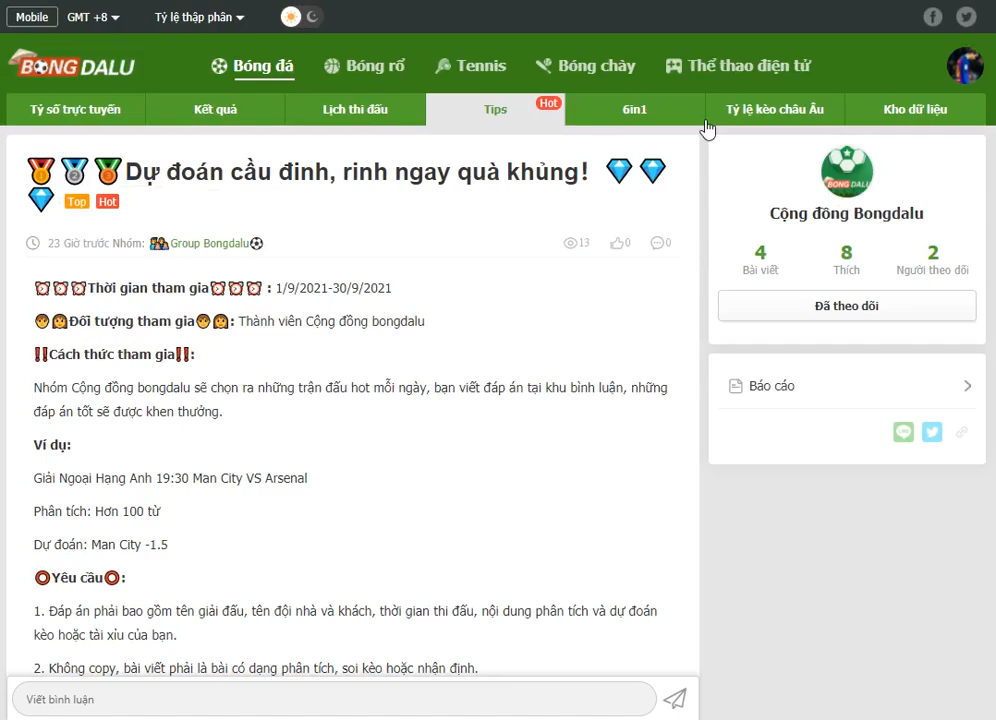 Mobile GMT +8 Tỷ lệ thập phân
BONG DALU Bóng đá Bóng rổ Tennis Bóng chày Thể thao điện tử
Tỷ số trực tuyến Kết quả Lịch thi đấu Tips Hot 6in1 Tỷ lệ kèo châu Âu Kho dữ liệu
Dự đoán cầu đinh, rinh ngay quà khủng!
Top Hot
23 Giờ trước Nhóm: Group Bongdalu 13 0 0
Thời gian tham gia : 1/9/2021-30/9/2021
Đối tượng tham gia : Thành viên Cộng đồng bongdalu
‼Cách thức tham gia‼:
Nhóm Cộng đồng bongdalu sẽ chọn ra những trận đấu hot mỗi ngày, bạn viết đáp án tại khu bình luận, những
đáp án tốt sẽ được khen thưởng.
Ví dụ:
Giải Ngoại Hạng Anh 19:30 Man City VS Arsenal
Phân tích: Hơn 100 từ
Dự đoán: Man City -1.5
Yêu cầu :
1. Đáp án phải bao gồm tên giải đấu, tên đội nhà và khách, thời gian thi đấu, nội dung phân tích và dự đoán
kèo hoặc tài xỉu của bạn.
2. Không copy, bài viết phải là bài có dạng phân tích, soi kèo hoặc nhận định.
Viết bình luận
BONG DALU
Cộng đồng Bongdalu
4 8 2
Bài viết Thích Người theo dõi
Đã theo dõi
Báo cáo